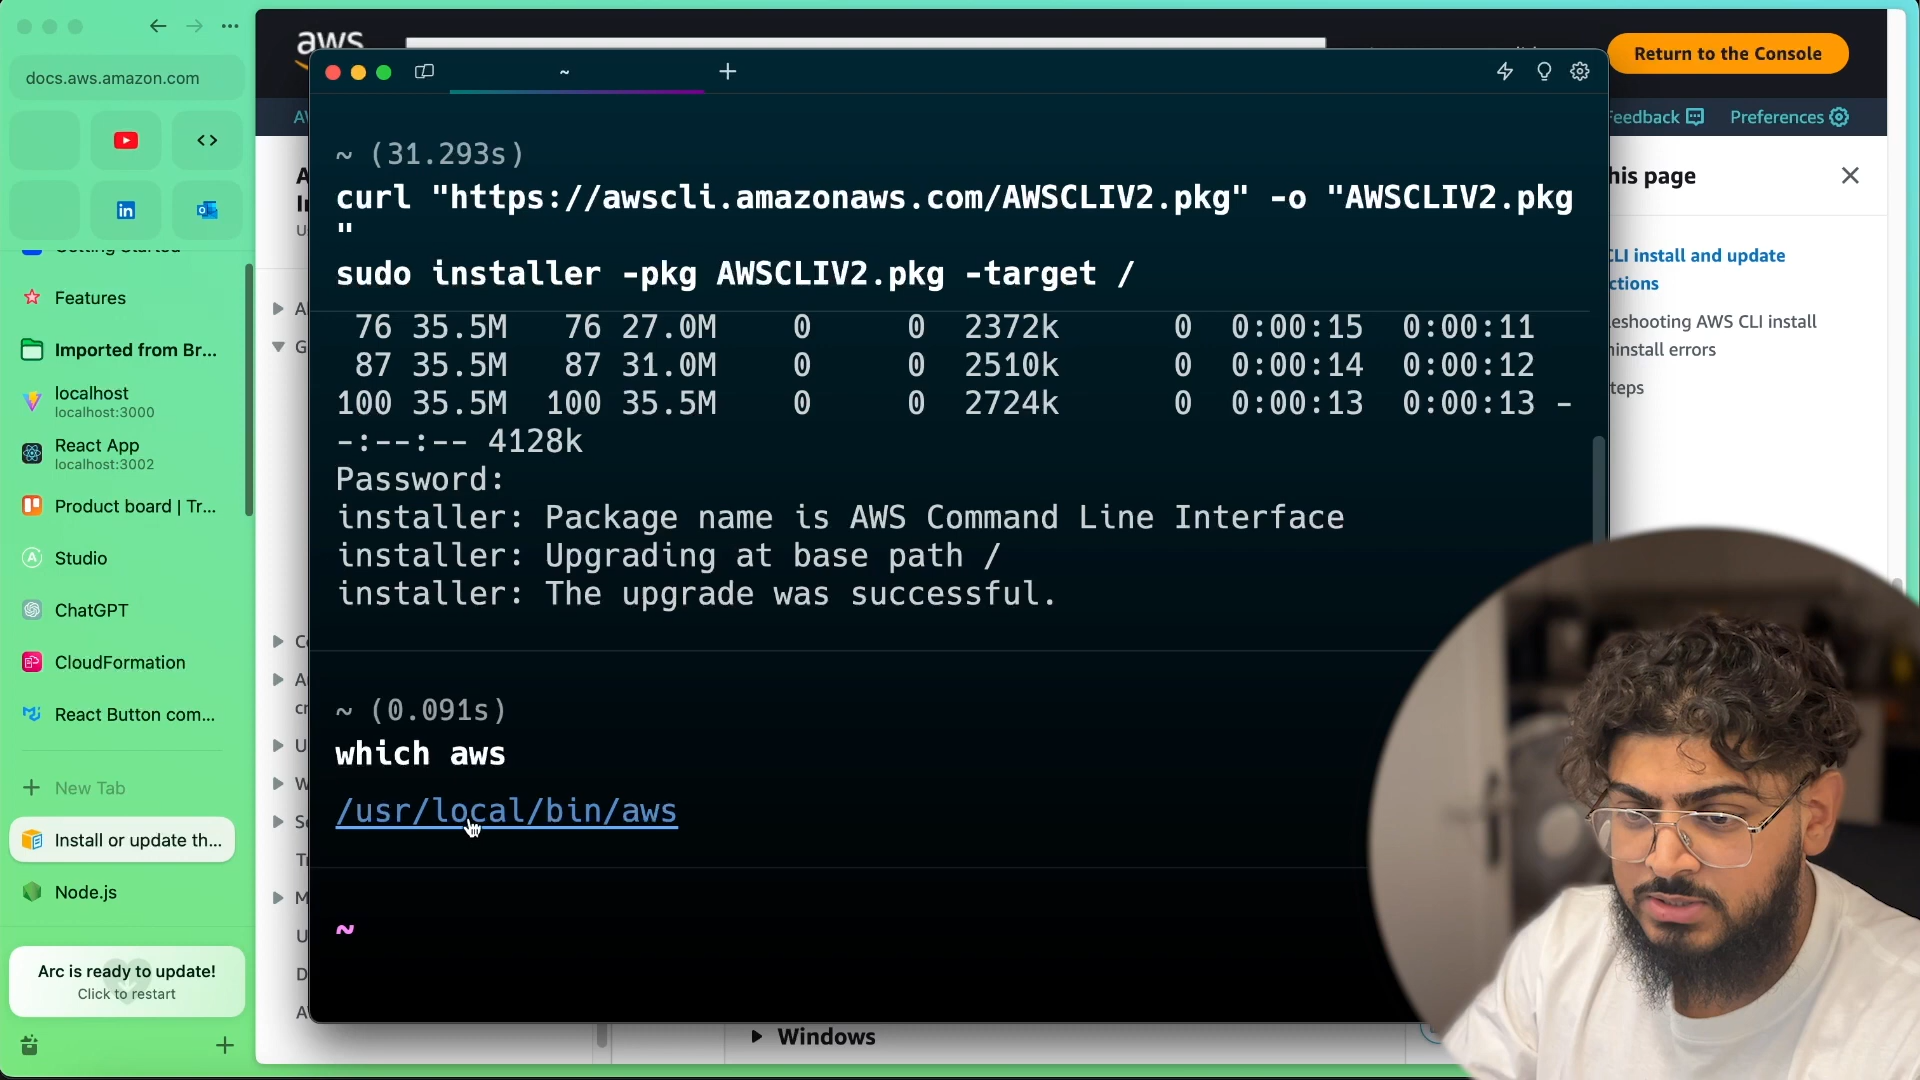 docs.aws.amazon.com
Getting Started
Features
Imported from Br...
localhost
localhost:3000
React App
localhost:3002
Product board | Tr...
Studio
ChatGPT
CloudFormation
React Button com...
New Tab
Install or update th...
Node.js
Arc is ready to update!
Click to restart
aws
Return to the Console
Feedback
Preferences
~
~ (31.293s)
curl "https://awscli.amazonaws.com/AWSCLIV2.pkg" -o "AWSCLIV2.pkg
"
sudo installer -pkg AWSCLIV2.pkg -target /
76 35.5M 76 27.0M 0 0 2372k 0 0:00:15 0:00:11
87 35.5M 87 31.0M 0 0 2510k 0 0:00:14 0:00:12
100 35.5M 100 35.5M 0 0 2724k 0 0:00:13 0:00:13 -
-:--:-- 4128k
Password:
installer: Package name is AWS Command Line Interface
installer: Upgrading at base path /
installer: The upgrade was successful.
~ (0.091s)
which aws
/usr/local/bin/aws
~
his page
CLI install and update
ctions
eshooting AWS CLI install
ninstall errors
teps
Windows